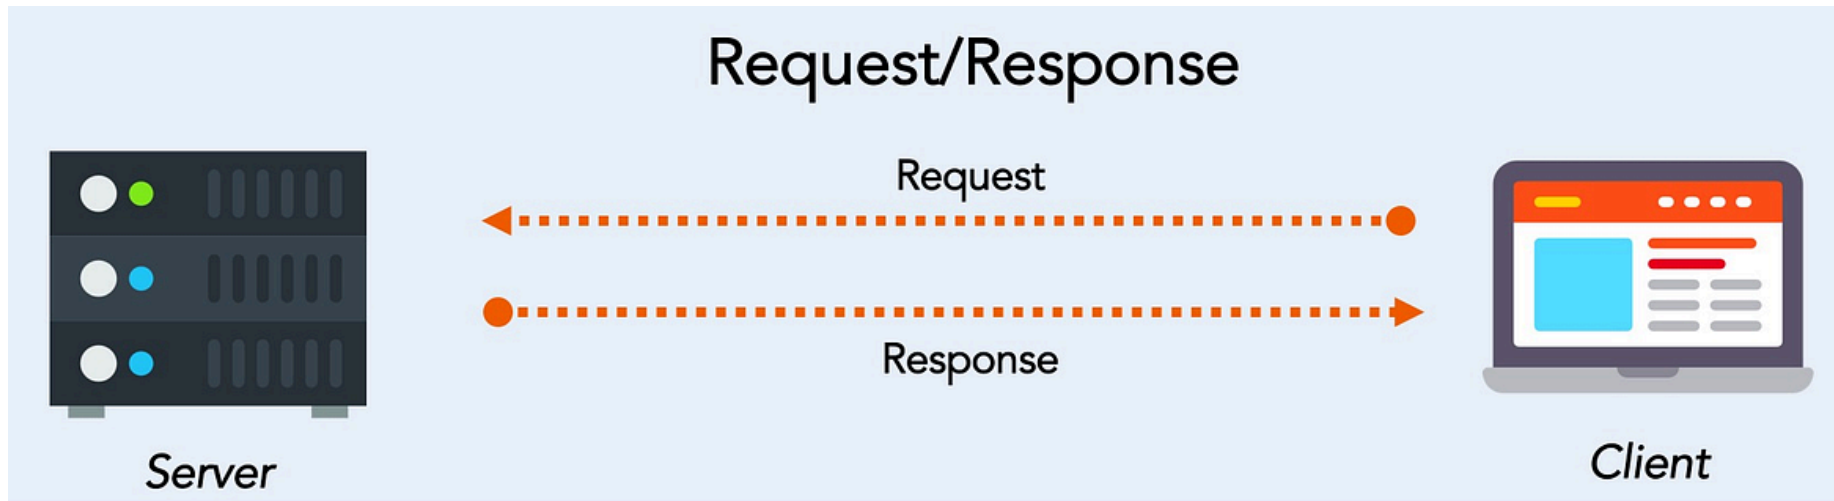 Request/Response
Request
Response
Server
Client